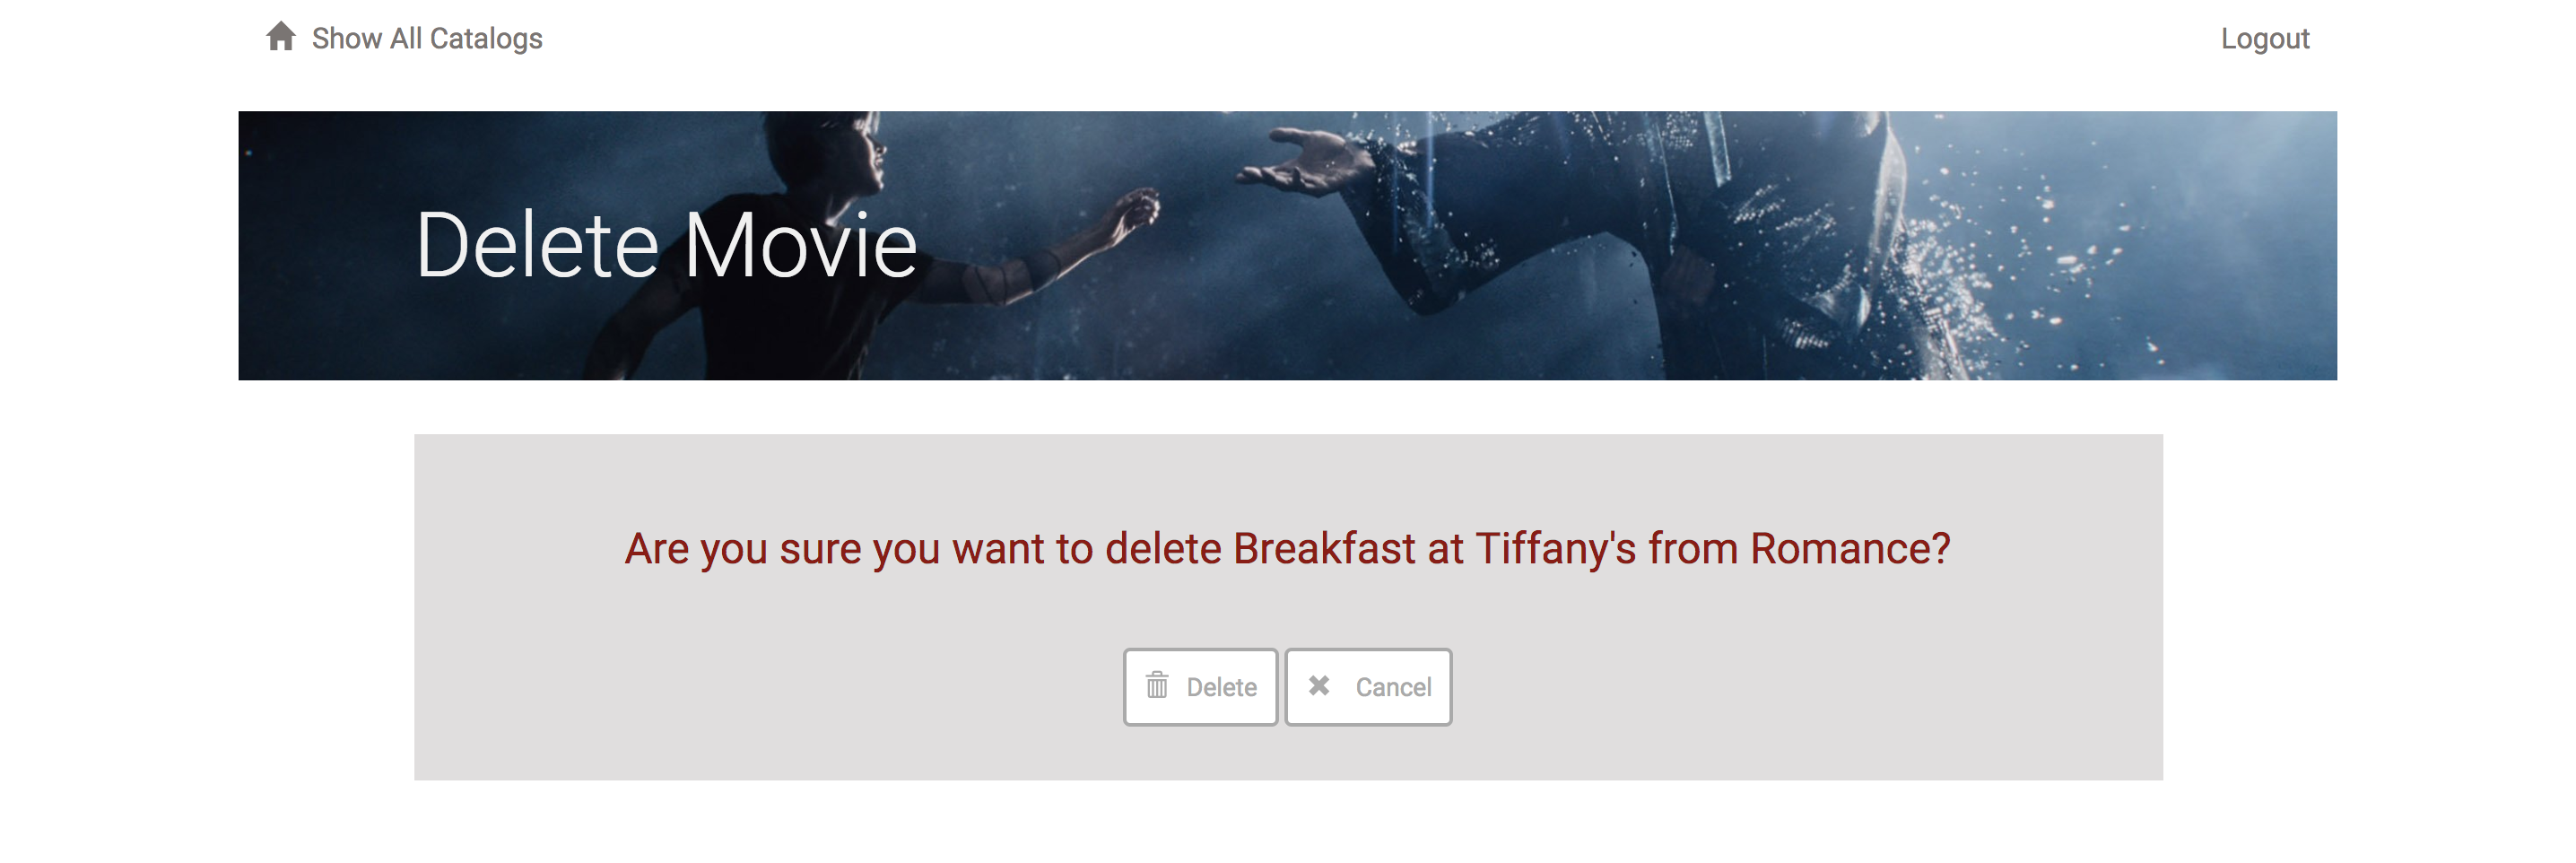 Show All Catalogs
Logout
Delete Movie
Are you sure you want to delete Breakfast at Tiffany's from Romance?
Delete
Cancel